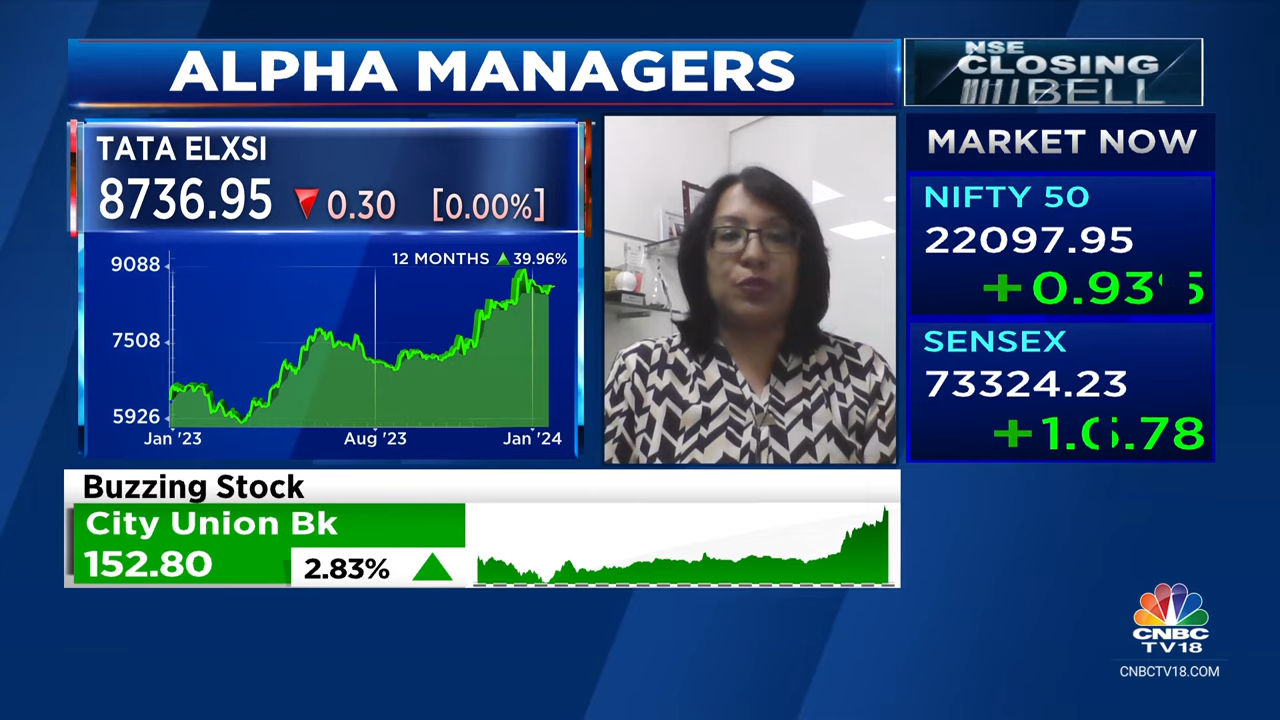 ALPHA MANAGERS
NSE
CLOSING
BELL
TATA ELXSI
8736.95 ▼ 0.30 [0.00%]
12 MONTHS ▲ 39.96%
9088
7508
5926
Jan '23 Aug '23 Jan '24
MARKET NOW
NIFTY 50
22097.95
SENSEX
73324.23
Buzzing Stock
City Union Bk
152.80 2.83% ▲
CNBC
TV18
CNBCTV18.COM